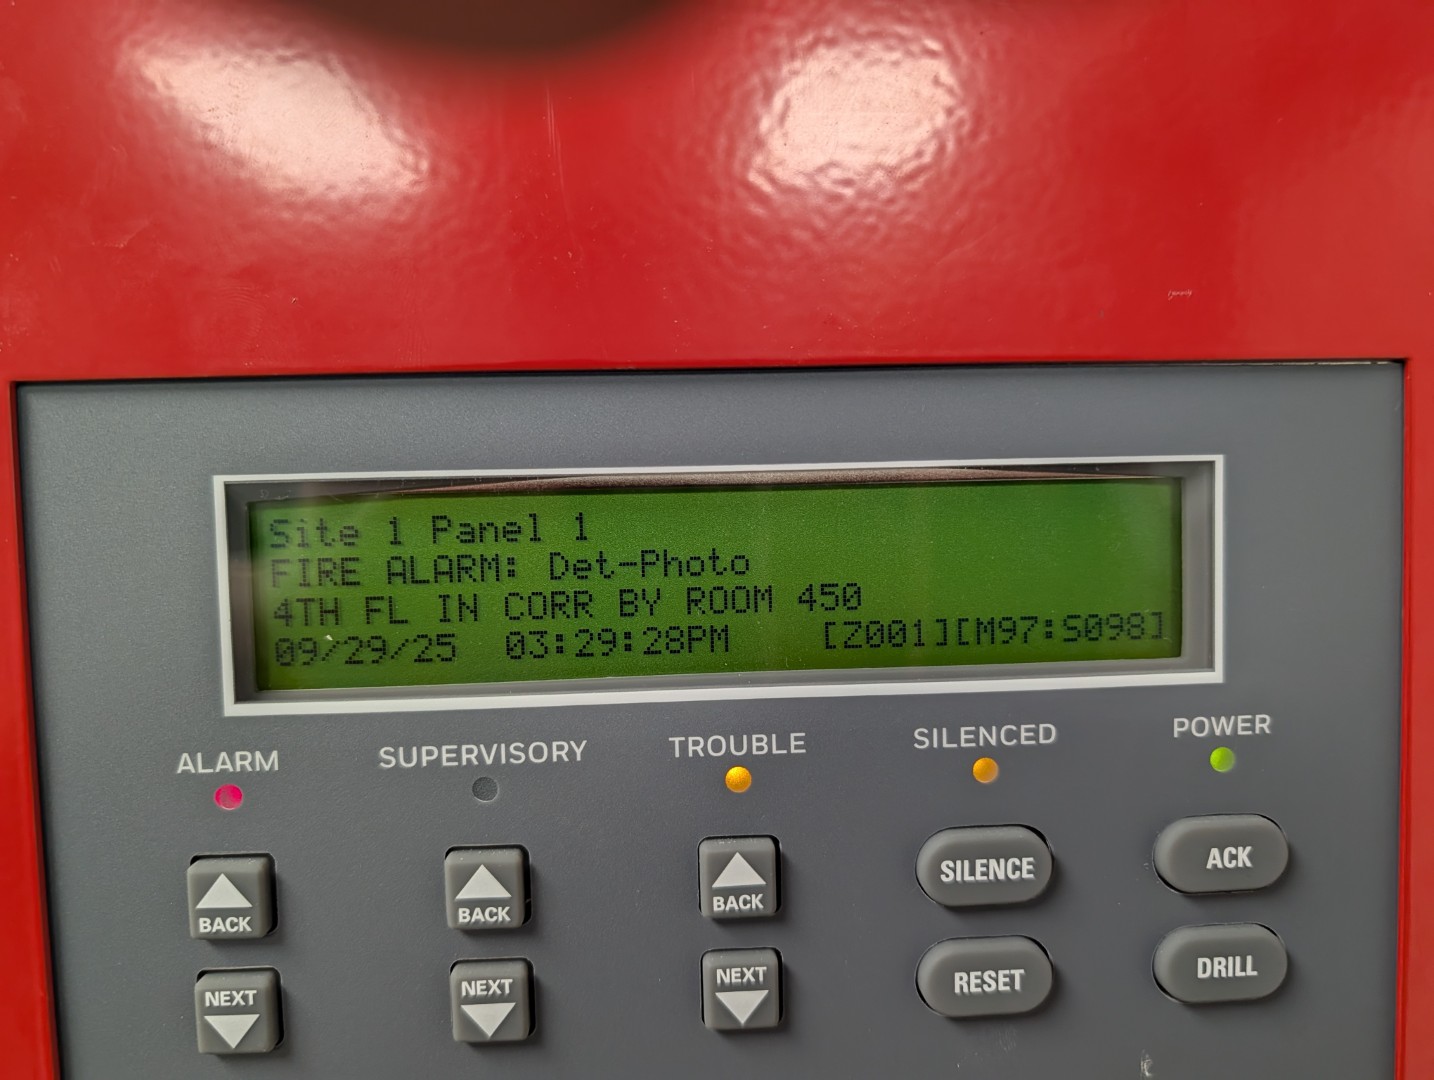 Site 1 Panel 1
FIRE ALARM: Det-Photo
4TH FL IN CORR BY ROOM 450
09/29/25 03:29:28PM [Z001][M97:S098]
ALARM SUPERVISORY TROUBLE SILENCED POWER
BACK BACK BACK SILENCE ACK
NEXT NEXT NEXT RESET DRILL